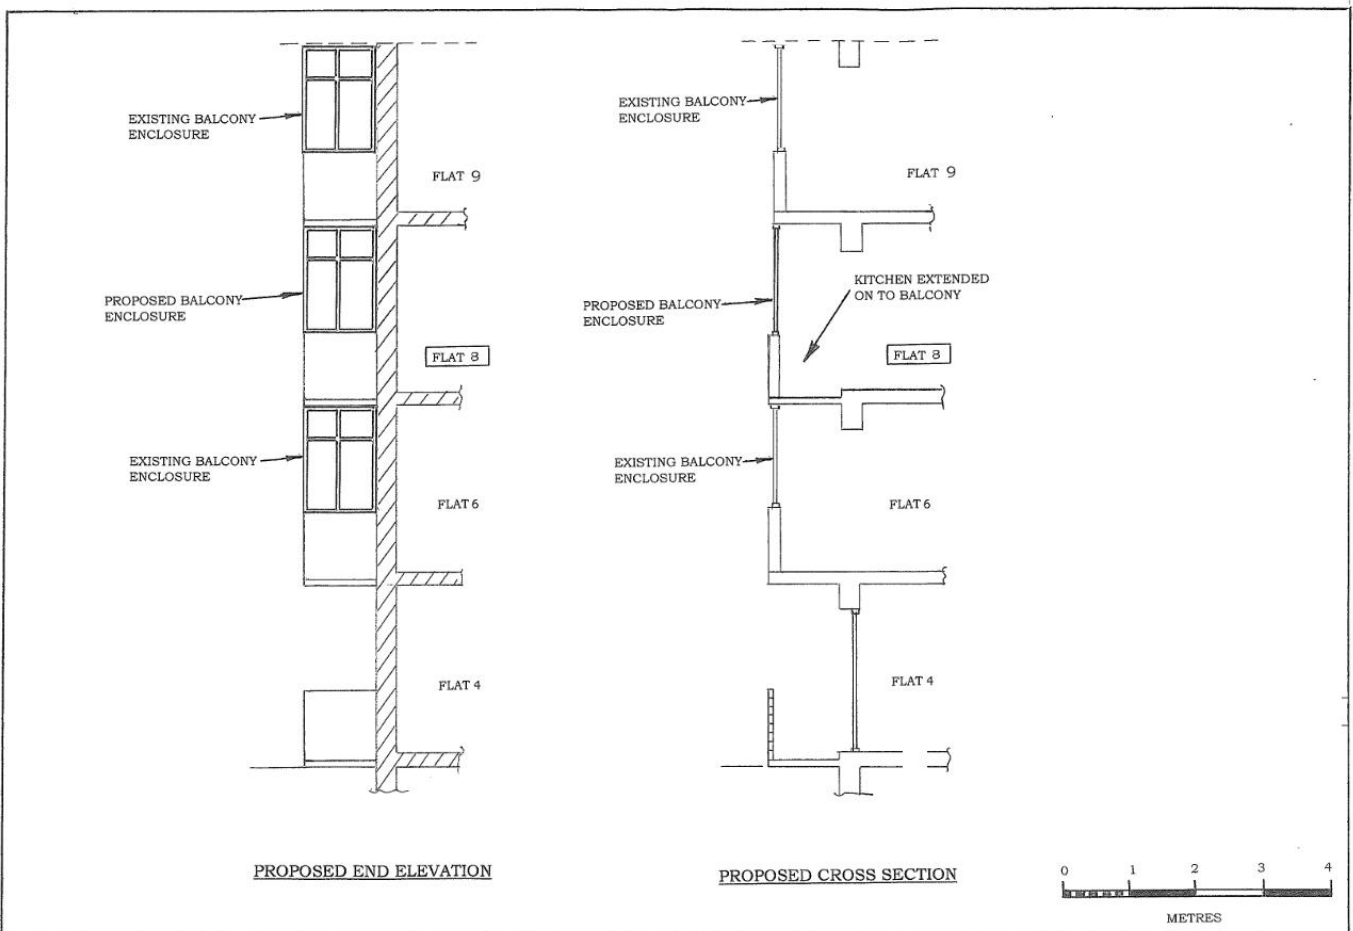 EXISTING BALCONY
ENCLOSURE
FLAT 9
PROPOSED BALCONY
ENCLOSURE
FLAT 8
EXISTING BALCONY
ENCLOSURE
FLAT 6
FLAT 4
PROPOSED END ELEVATION
EXISTING BALCONY
ENCLOSURE
FLAT 9
KITCHEN EXTENDED
ON TO BALCONY
PROPOSED BALCONY
ENCLOSURE
FLAT 8
EXISTING BALCONY
ENCLOSURE
FLAT 6
FLAT 4
PROPOSED CROSS SECTION
0 1 2 3 4
METRES